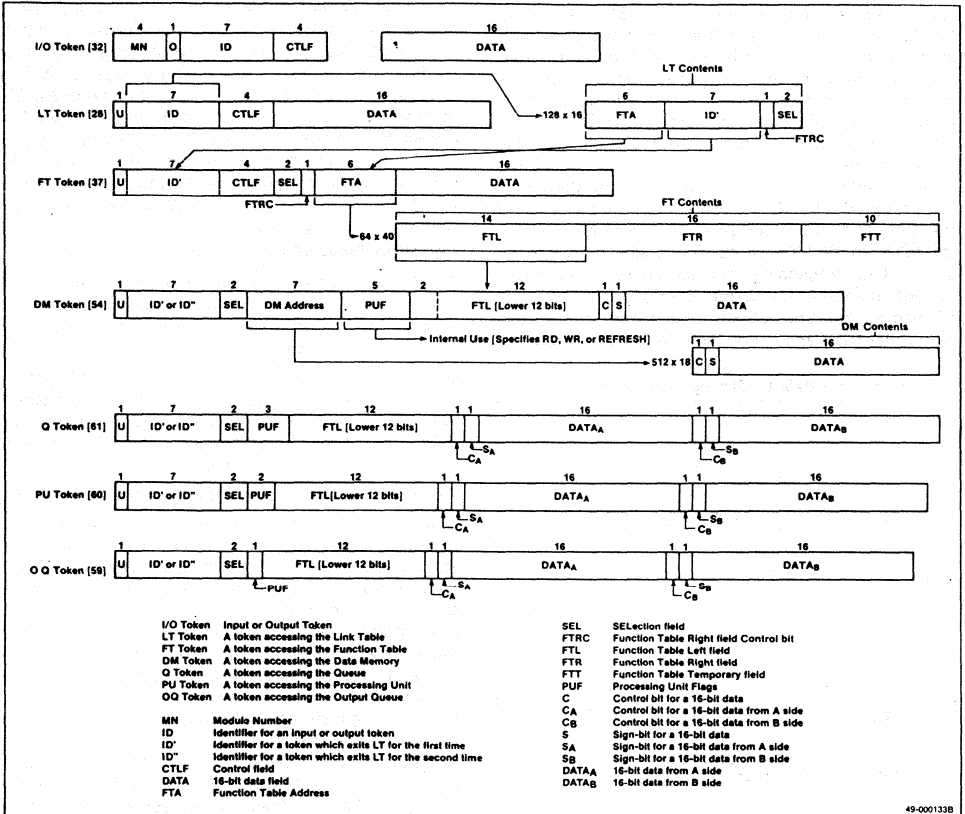 4 7 4 16
I/O Token [32] MN O ID CTLF DATA
LT Contents
1 7 4 16 6 7 1 2
LT Token [28] U ID CTLF DATA 128 x 16 FTA ID' SEL
FTRC
1 7 4 2 1 6 16
FT Token [37] U ID' CTLF SEL FTA DATA
FTRC
FT Contents
14 16 10
64 x 40 FTL FTR FTT
1 7 2 7 5 2 12 1 1 16
DM Token [54] U ID' or ID" SEL DM Address PUF FTL [Lower 12 bits] C S DATA
DM Contents
Internal Use [Specifies RD, WR, or REFRESH]
1 1 16
512 x 18 C S DATA
1 7 2 3 12 1 1 16 1 1 16
Q Token [61] U ID' or ID" SEL PUF FTL [Lower 12 bits] DATAA DATAB
SA SB
CA CB
1 7 2 2 12 1 1 16 1 1 16
PU Token [60] U ID' or ID" SEL PUF FTL[Lower 12 bits] DATAA DATAB
SA SB
CA CB
1 7 2 1 12 1 1 16 1 1 16
O Q Token [59] U ID' or ID" SEL FTL [Lower 12 bits] DATAA DATAB
PUF SA SB
CA CB
I/O Token Input or Output Token
LT Token A token accessing the Link Table
FT Token A token accessing the Function Table
DM Token A token accessing the Data Memory
Q Token A token accessing the Queue
PU Token A token accessing the Processing Unit
OQ Token A token accessing the Output Queue
MN Module Number
ID Identifier for an input or output token
ID' Identifier for a token which exits LT for the first time
ID" Identifier for a token which exits LT for the second time
CTLF Control field
DATA 16-bit data field
FTA Function Table Address
SEL SELection field
FTRC Function Table Right field Control bit
FTL Function Table Left field
FTR Function Table Right field
FTT Function Table Temporary field
PUF Processing Unit Flags
C Control bit for a 16-bit data
CA Control bit for a 16-bit data from A side
CB Control bit for a 16-bit data from B side
S Sign-bit for a 16-bit data
SA Sign-bit for a 16-bit data from A side
SB Sign-bit for a 16-bit data from B side
DATAA 16-bit data from A side
DATAB 16-bit data from B side
49-000133B